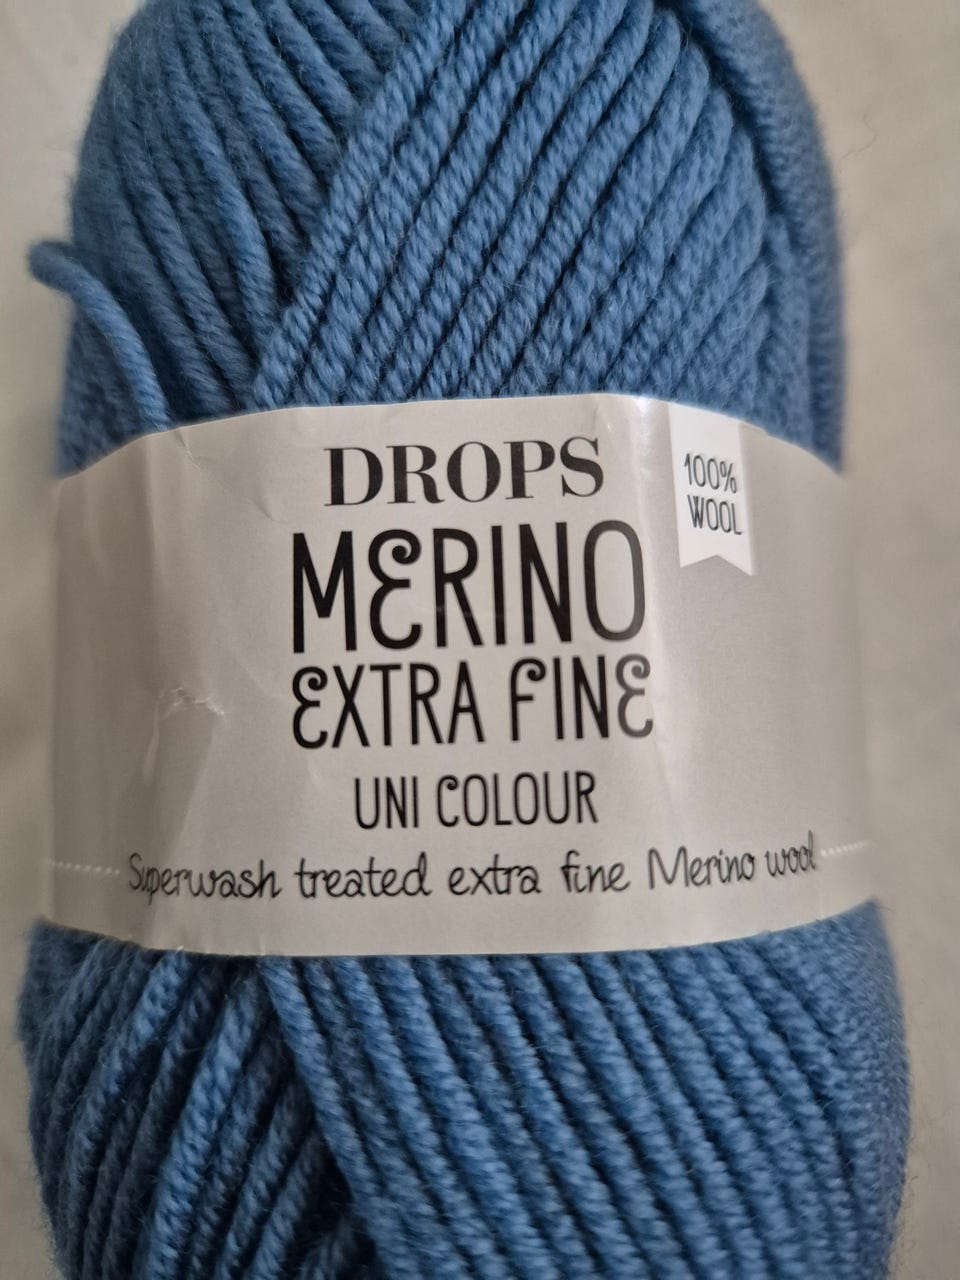 DROPS
MERINO
EXTRA FINE
UNI COLOUR
Superwash treated extra fine Merino wool
100%
WOOL